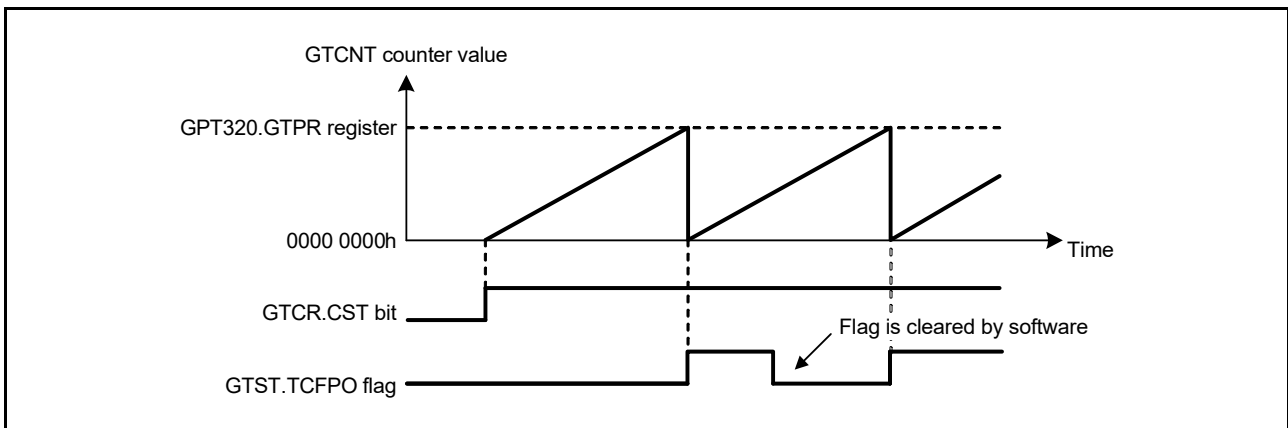 GTCNT counter value
GPT320.GTPR register
0000 0000h
Time
GTCR.CST bit
Flag is cleared by software
GTST.TCFPO flag